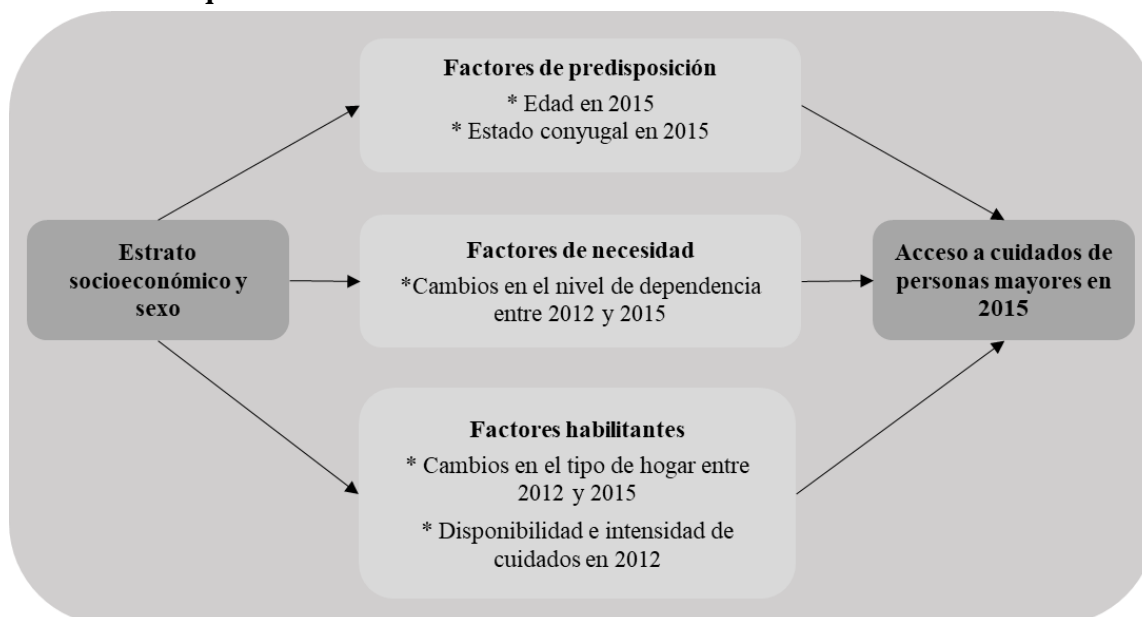 Factores de predisposición
* Edad en 2015
* Estado conyugal en 2015
Estrato
socioeconómico y
sexo
Factores de necesidad
*Cambios en el nivel de dependencia
entre 2012 y 2015
Acceso a cuidados de
personas mayores en
2015
Factores habilitantes
* Cambios en el tipo de hogar entre
2012 y 2015
* Disponibilidad e intensidad de
cuidados en 2012